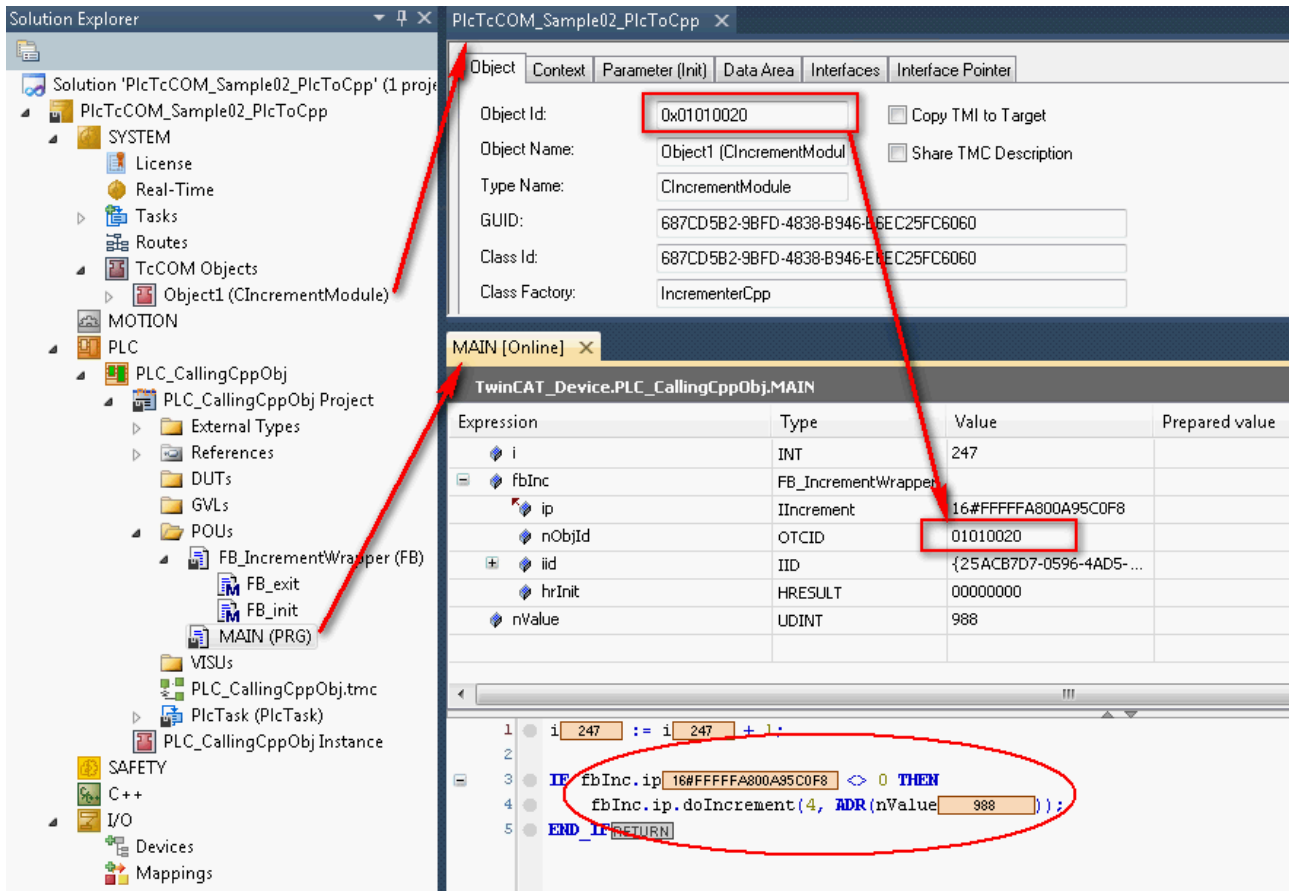 Solution Explorer
Solution 'PlcTcCOM_Sample02_PlcToCpp' (1 proje
PlcTcCOM_Sample02_PlcToCpp
SYSTEM
License
Real-Time
Tasks
Routes
TcCOM Objects
Object1 (CIncrementModule)
MOTION
PLC
PLC_CallingCppObj
PLC_CallingCppObj Project
External Types
References
DUTs
GVLs
POUs
FB_IncrementWrapper (FB)
FB_exit
FB_init
MAIN (PRG)
VISUs
PLC_CallingCppObj.tmc
PlcTask (PlcTask)
PLC_CallingCppObj Instance
SAFETY
C++
I/O
Devices
Mappings
PlcTcCOM_Sample02_PlcToCpp
Object Context Parameter (Init) Data Area Interfaces Interface Pointer
Object Id: 0x01010020 Copy TMI to Target
Object Name: Object1 (CIncrementModul Share TMC Description
Type Name: CIncrementModule
GUID: 687CD5B2-9BFD-4838-B946-E6EC25FC6060
Class Id: 687CD5B2-9BFD-4838-B946-E6EC25FC6060
Class Factory: IncrementerCpp
MAIN [Online]
TwinCAT_Device.PLC_CallingCppObj.MAIN
Expression Type Value Prepared value
i INT 247
fbInc FB_IncrementWrapper
ip IIncrement 16#FFFFFA800A95C0F8
nObjId OTCID 01010020
iid IID {25ACB7D7-0596-4AD5-...
hrInit HRESULT 00000000
nValue UDINT 988
1 i 247 := i 247 + 1;
2
3 IF fbInc.ip 16#FFFFFA800A95C0F8 <> 0 THEN
4 fbInc.ip.doIncrement(4, ADR(nValue 988 ));
5 END_IF RETURN